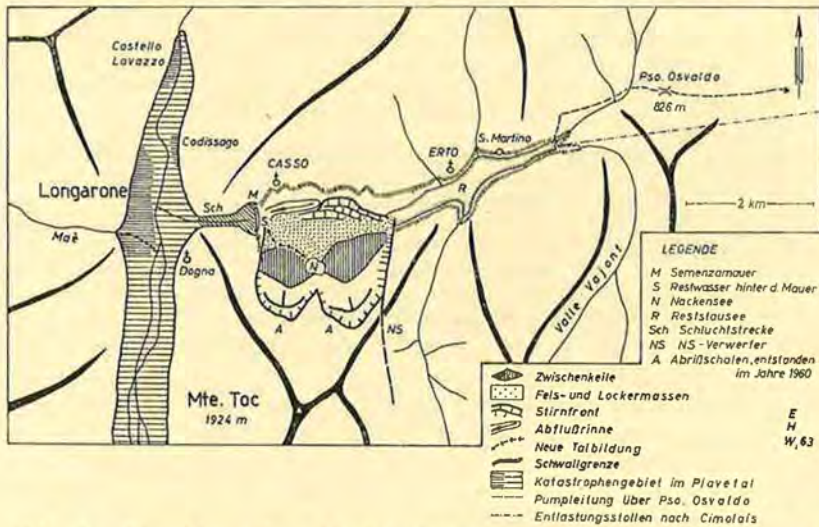 Castello
Lavazzo
Codissago
Longarone
Maè
Dogna
Sch
M
S
CASSO
ERTO
S. Martino
R
N
A
A
NS
Mte. Toc
1924 m
Pso. Osvaldo
826 m
Valle Vajont
2 km
LEGENDE
M Semenzamauer
S Restwasser hinter d. Mauer
N Nackensee
R Reststausee
Sch Schluchtstrecke
NS NS-Verwerfer
A Abrißschalen, entstanden
im Jahre 1960
Zwischenkeile
Fels- und Lockermassen
Stirnfront
Abflußrinne
Neue Talbildung
Schwallgrenze
Katastrophengebiet im Piavetal
Pumpleitung über Pso. Osvaldo
Entlastungsstollen nach Cimolais
E
H
W, 63